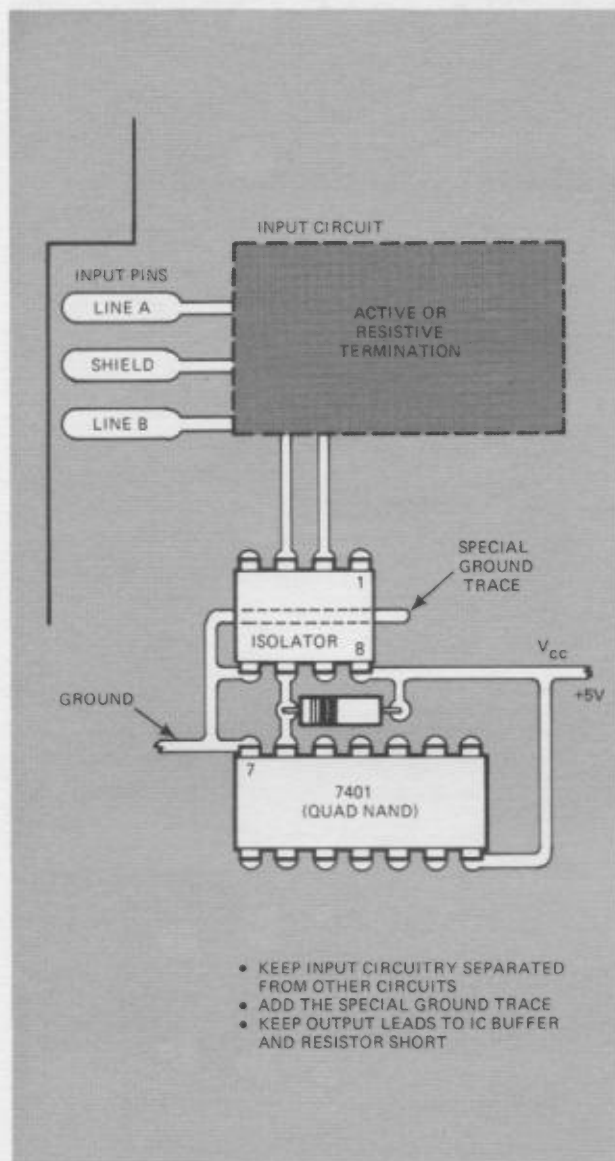 INPUT CIRCUIT
INPUT PINS
LINE A
SHIELD
LINE B
ACTIVE OR
RESISTIVE
TERMINATION
SPECIAL
GROUND
TRACE
1
ISOLATOR
8
Vcc
+5V
GROUND
7
7401
(QUAD NAND)
• KEEP INPUT CIRCUITRY SEPARATED
FROM OTHER CIRCUITS
• ADD THE SPECIAL GROUND TRACE
• KEEP OUTPUT LEADS TO IC BUFFER
AND RESISTOR SHORT